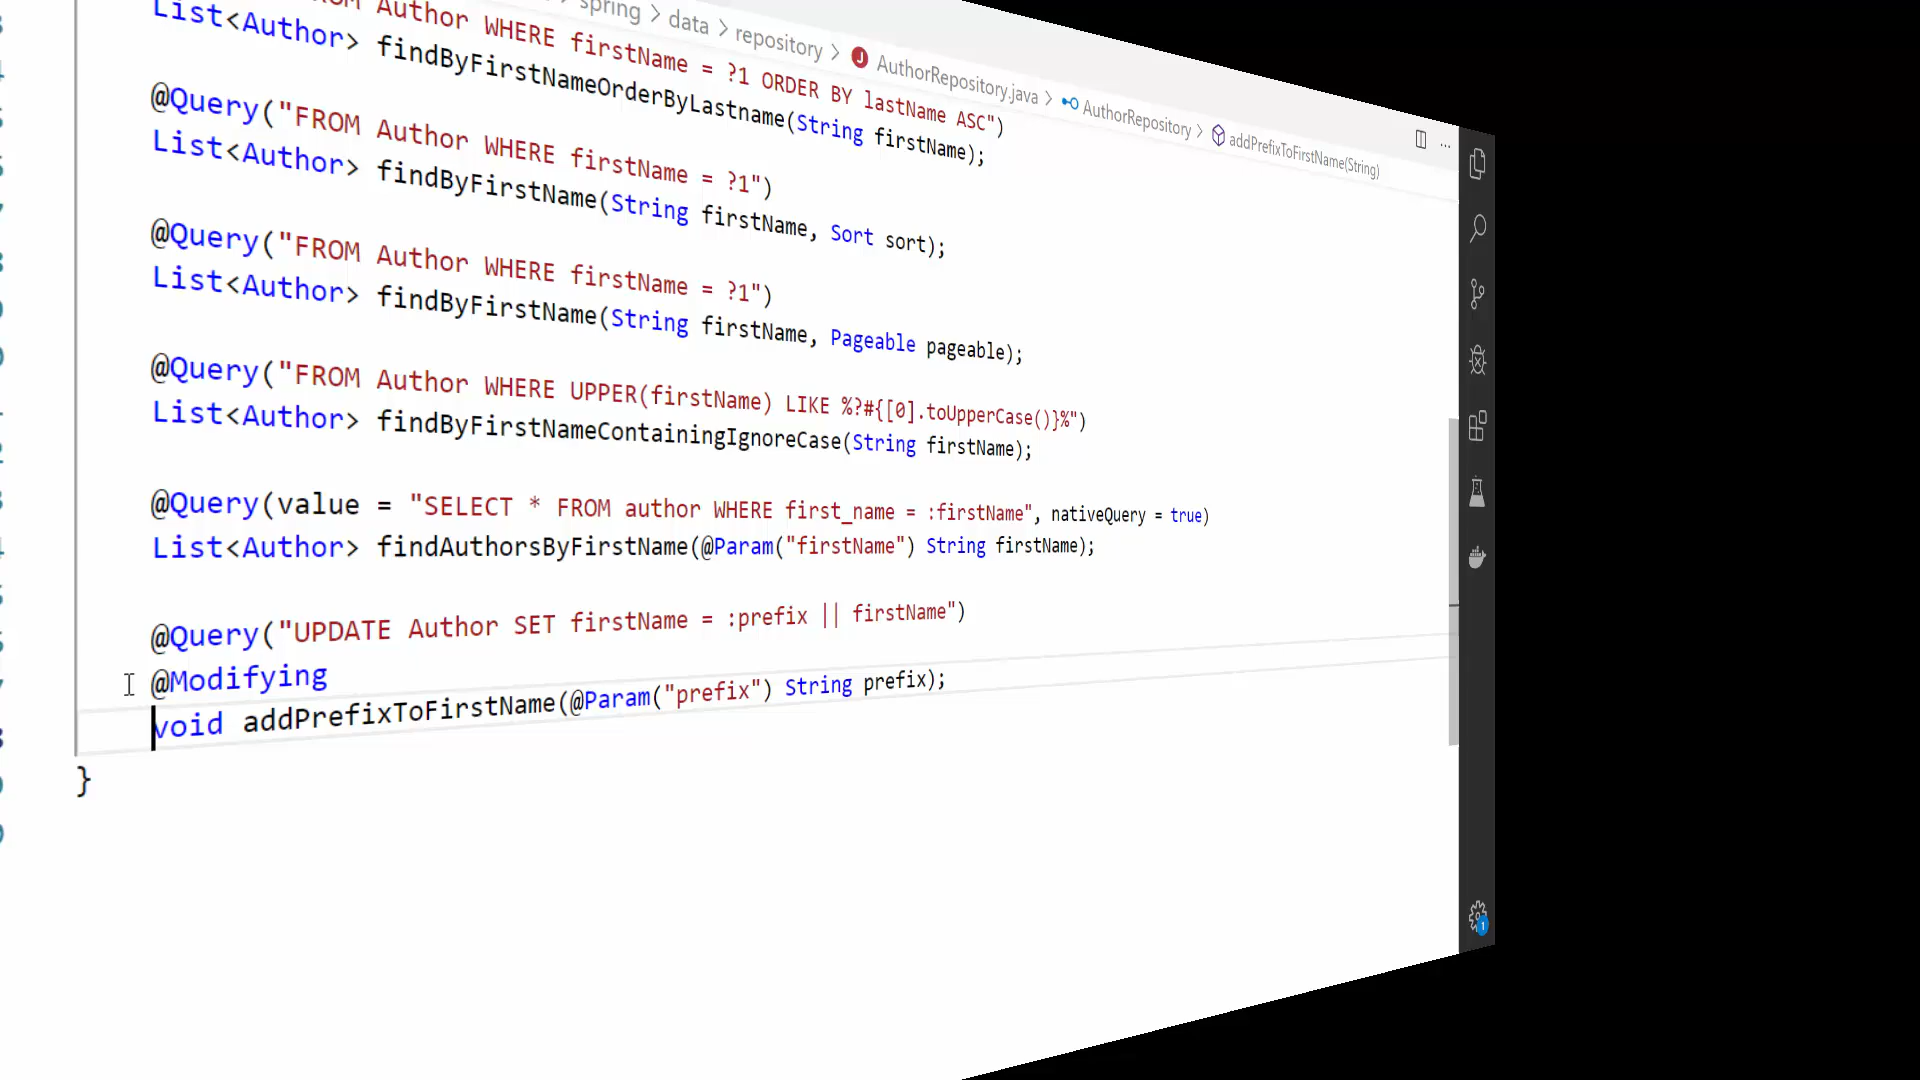 spring > data > repository > AuthorRepository.java > AuthorRepository > addPrefixToFirstName(String)
Author WHERE firstName = ?1 ORDER BY lastName ASC")
List<Author> findByFirstNameOrderByLastname(String firstName);
@Query("FROM Author WHERE firstName = ?1")
List<Author> findByFirstName(String firstName, Sort sort);
@Query("FROM Author WHERE firstName = ?1")
List<Author> findByFirstName(String firstName, Pageable pageable);
@Query("FROM Author WHERE UPPER(firstName) LIKE %?#{[0].toUpperCase()}%")
List<Author> findByFirstNameContainingIgnoreCase(String firstName);
@Query(value = "SELECT * FROM author WHERE first_name = :firstName", nativeQuery = true)
List<Author> findAuthorsByFirstName(@Param("firstName") String firstName);
@Query("UPDATE Author SET firstName = :prefix || firstName")
@Modifying
void addPrefixToFirstName(@Param("prefix") String prefix);
}
1